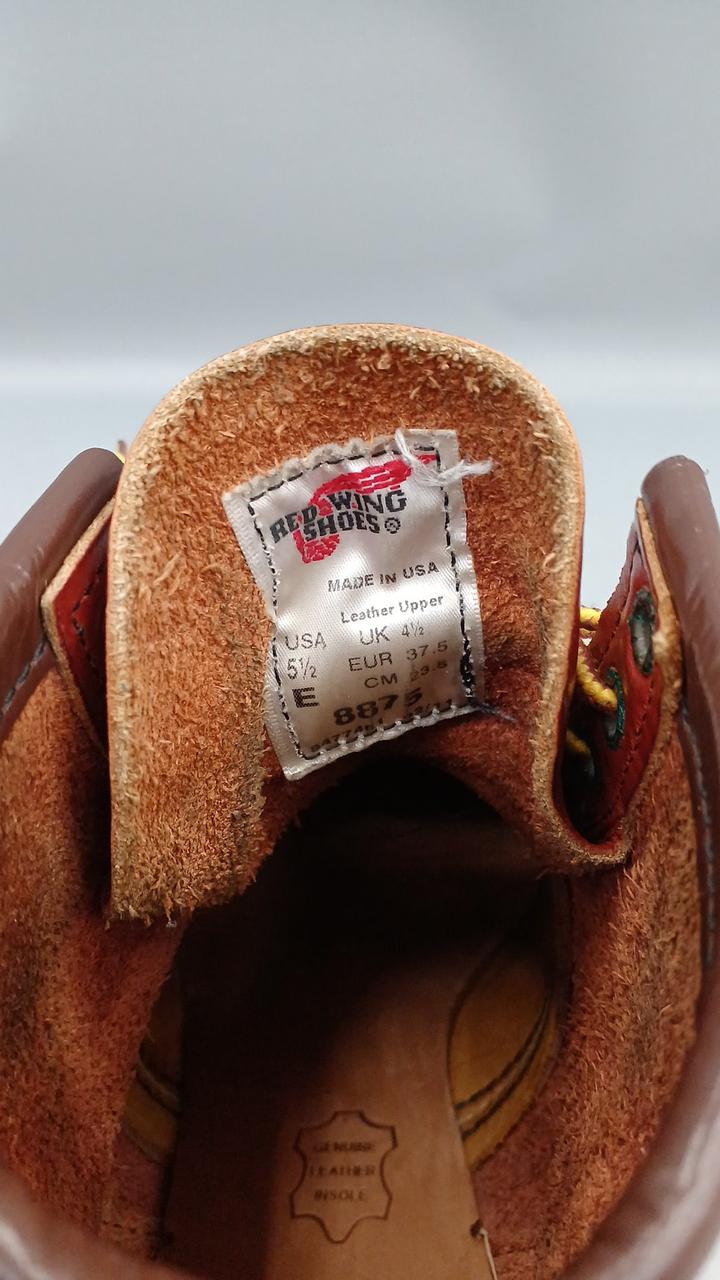 RED WING
SHOES ®
MADE IN USA
Leather Upper
USA UK 4½
5½ EUR 37.5
E CM 23.5
8875
GENUINE
LEATHER
INSOLE